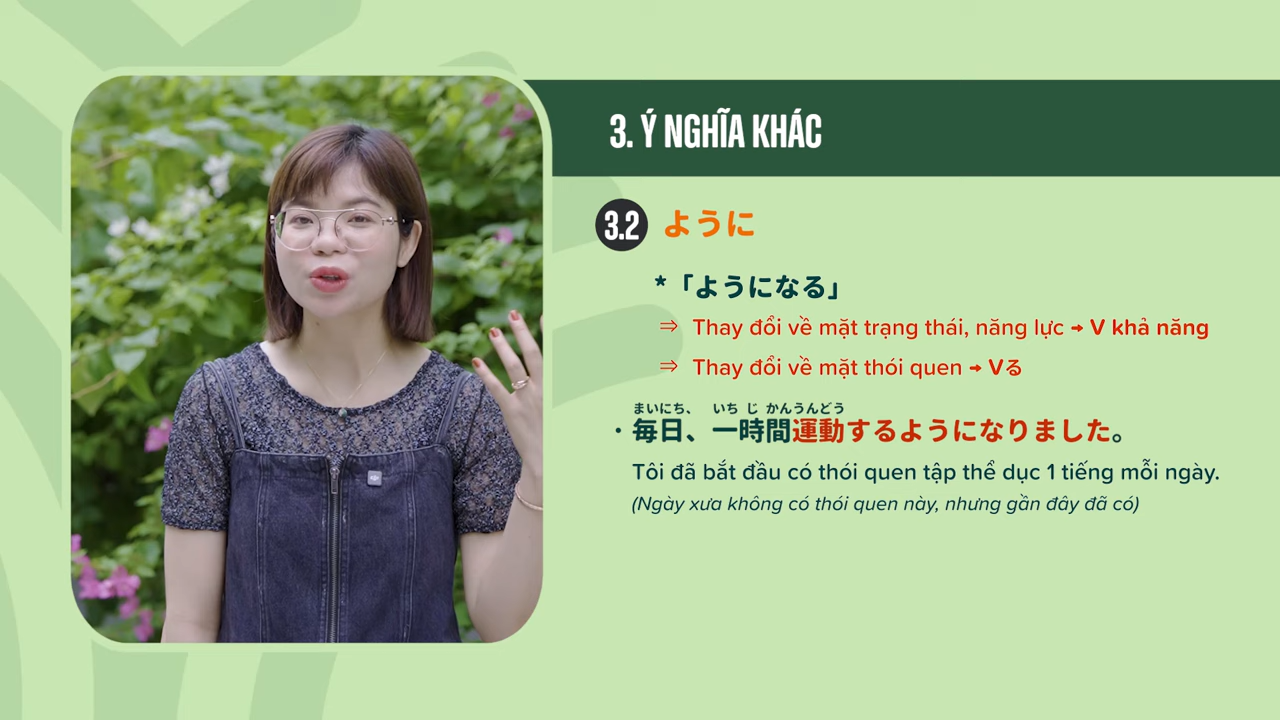 3. Ý NGHĨA KHÁC
3.2 ように
*「ようになる」
⇒ Thay đổi về mặt trạng thái, năng lực → V khả năng
⇒ Thay đổi về mặt thói quen → Vる
まいにち、 いち じ かんうんどう
・毎日、一時間運動するようになりました。
Tôi đã bắt đầu có thói quen tập thể dục 1 tiếng mỗi ngày.
(Ngày xưa không có thói quen này, nhưng gần đây đã có)